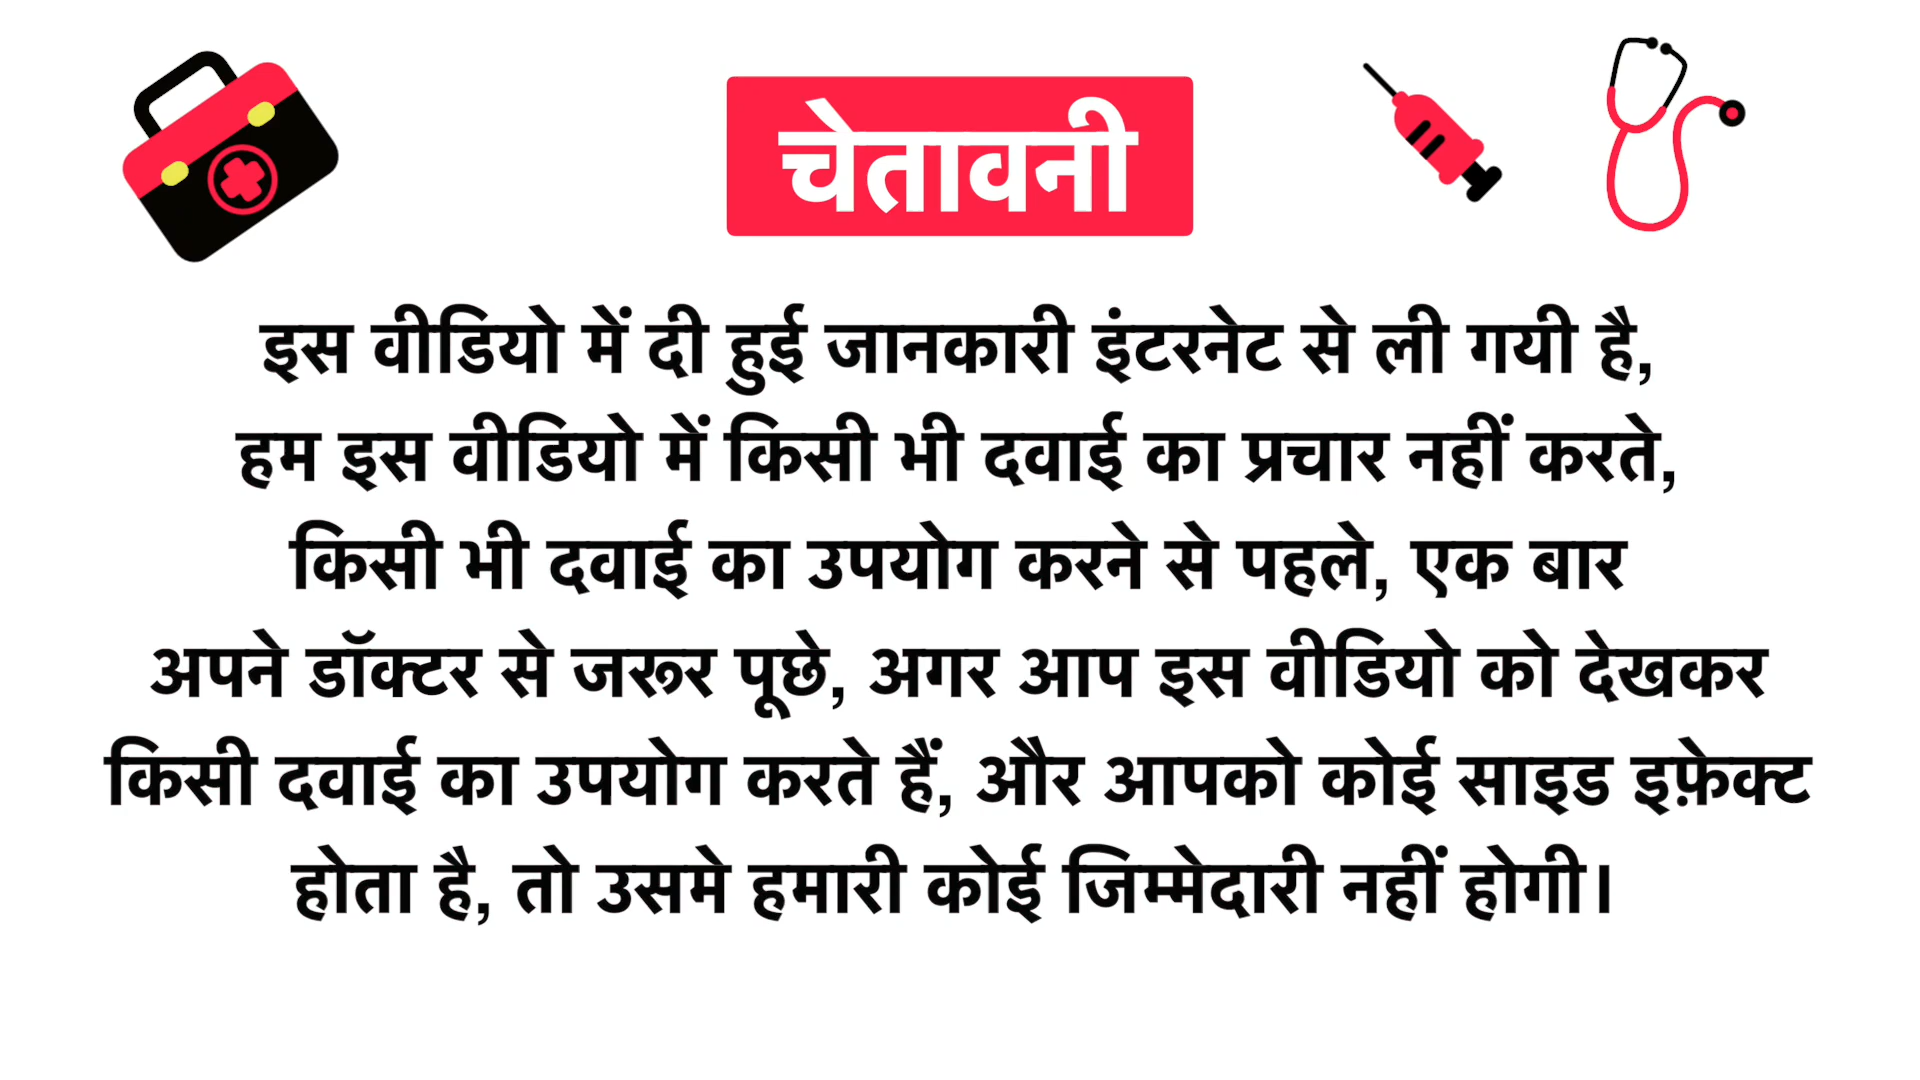 चेतावनी
इस वीडियो में दी हुई जानकारी इंटरनेट से ली गयी है,
हम इस वीडियो में किसी भी दवाई का प्रचार नहीं करते,
किसी भी दवाई का उपयोग करने से पहले, एक बार
अपने डॉक्टर से जरूर पूछे, अगर आप इस वीडियो को देखकर
किसी दवाई का उपयोग करते हैं, और आपको कोई साइड इफ़ेक्ट
होता है, तो उसमे हमारी कोई जिम्मेदारी नहीं होगी।